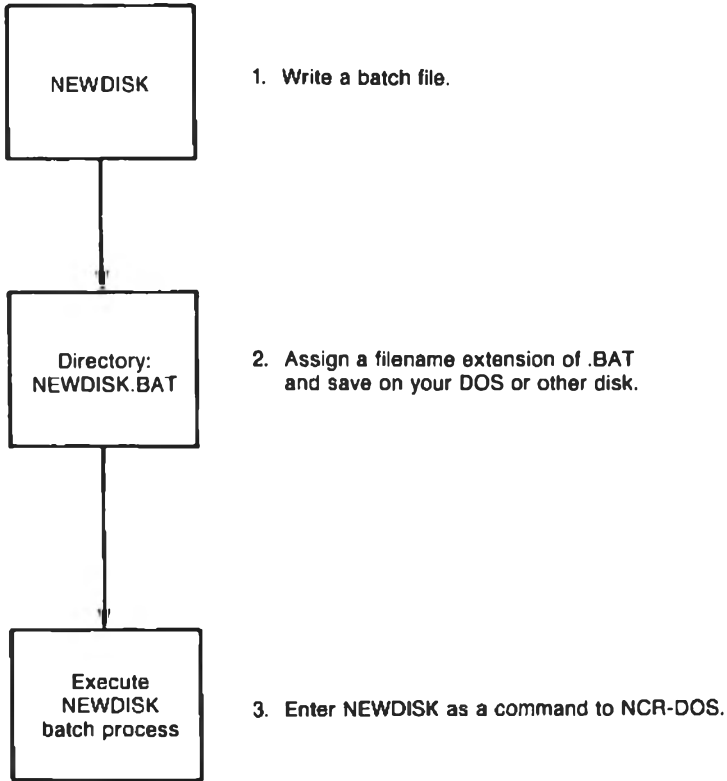 NEWDISK
1. Write a batch file.
Directory:
NEWDISK.BAT
2. Assign a filename extension of .BAT
and save on your DOS or other disk.
Execute
NEWDISK
batch process
3. Enter NEWDISK as a command to NCR-DOS.